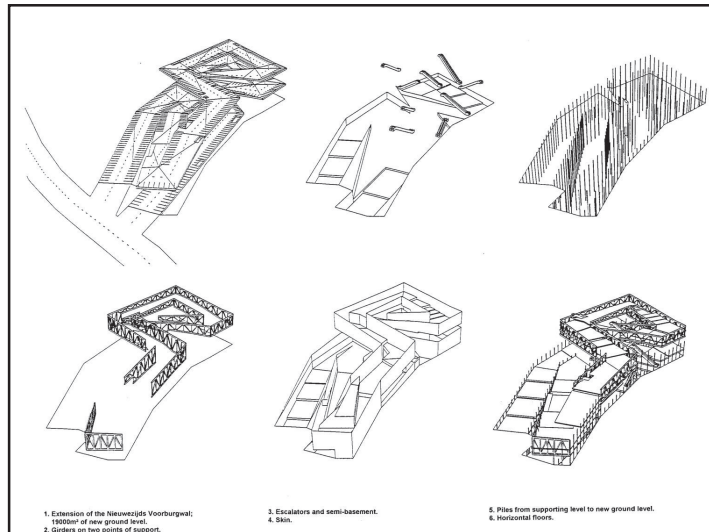 1. Extension of the Nieuwezijds Voorburgwal;
19000m² of new ground level.
2. Girders on two points of support.
3. Escalators and semi-basement.
4. Skin.
5. Piles from supporting level to new ground level.
6. Horizontal floors.